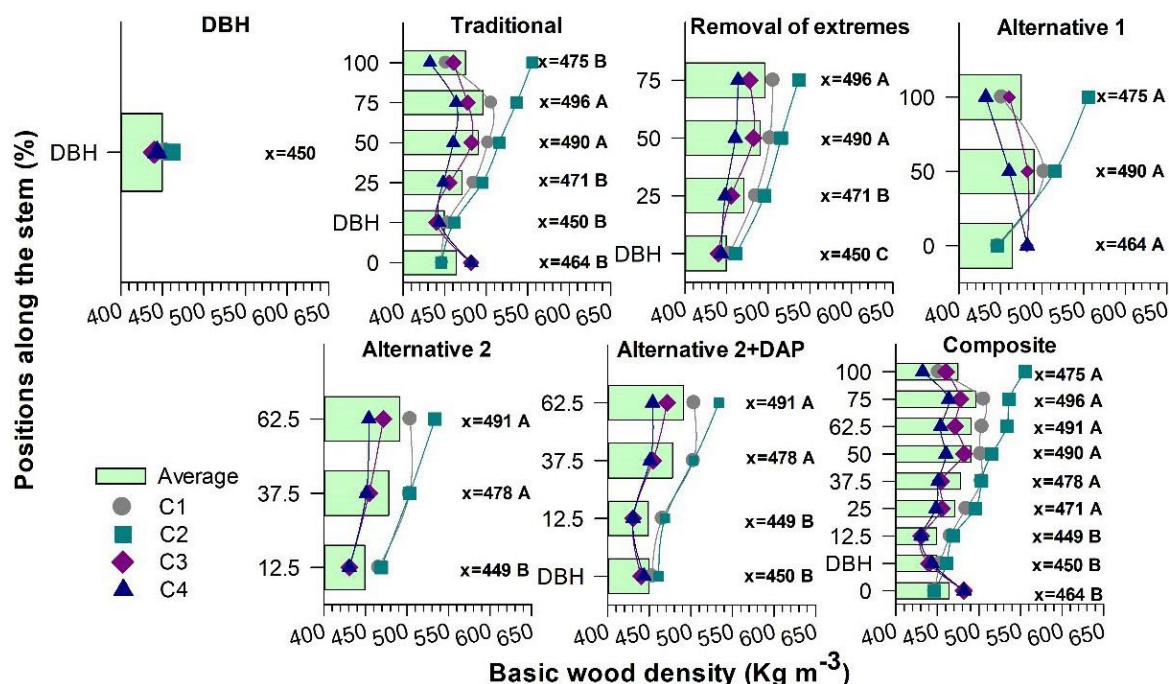 DBH
DBH
x=450
400 450 500 550 600 650
Traditional
100
x=475 B
75
x=496 A
50
x=490 A
25
x=471 B
DBH
x=450 B
0
x=464 B
400 450 500 550 600 650
Removal of extremes
75
x=496 A
50
x=490 A
25
x=471 B
DBH
x=450 C
400 450 500 550 600 650
Alternative 1
100
x=475 A
50
x=490 A
0
x=464 A
400 450 500 550 600 650
Positions along the stem (%)
Average
C1
C2
C3
C4
Alternative 2
62.5
x=491 A
37.5
x=478 A
12.5
x=449 B
400 450 500 550 600 650
Alternative 2+DAP
62.5
x=491 A
37.5
x=478 A
12.5
x=449 B
DBH
x=450 B
400 450 500 550 600 650
Composite
100
x=475 A
75
x=496 A
62.5
x=491 A
50
x=490 A
37.5
x=478 A
25
x=471 A
12.5
x=449 B
DBH
x=450 B
0
x=464 B
400 450 500 550 600 650
Basic wood density (Kg m⁻³)